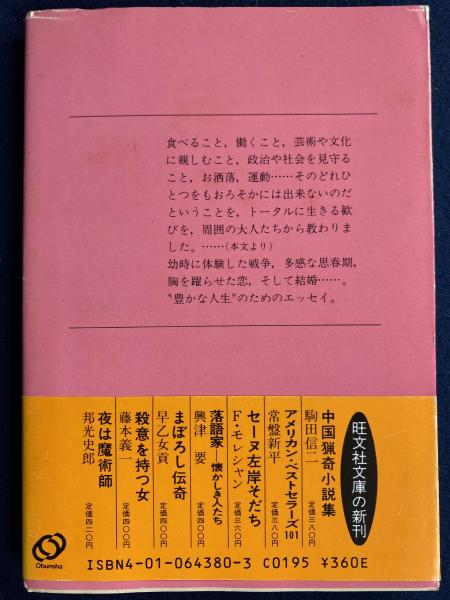 食べること，働くこと，芸術や文化
に親しむこと，政治や社会を見守る
こと，お洒落，運動……そのどれひ
とつをもおろそかには出来ないのだ
ということを，トータルに生きる歓
びを，周囲の大人たちから教わりま
した。……(本文より)
幼時に体験した戦争，多感な思春期，
胸を躍らせた恋，そして結婚……。
“豊かな人生”のためのエッセイ。
旺文社文庫の新刊
中国猟奇小説集
駒田信二 定価三八〇円
アメリカン・ベストセラーズ101
常盤新平 定価三八〇円
セーヌ左岸そだち
F・モレシャン 定価三六〇円
落語家―懐かしき人たち
興津 要 定価四〇〇円
まぼろし伝奇
早乙女貢 定価四〇〇円
殺意を持つ女
藤本義一 定価四〇〇円
夜は魔術師
邦光史郎 定価四二〇円
Obunsha
ISBN4-01-064380-3 C0195 ¥360E